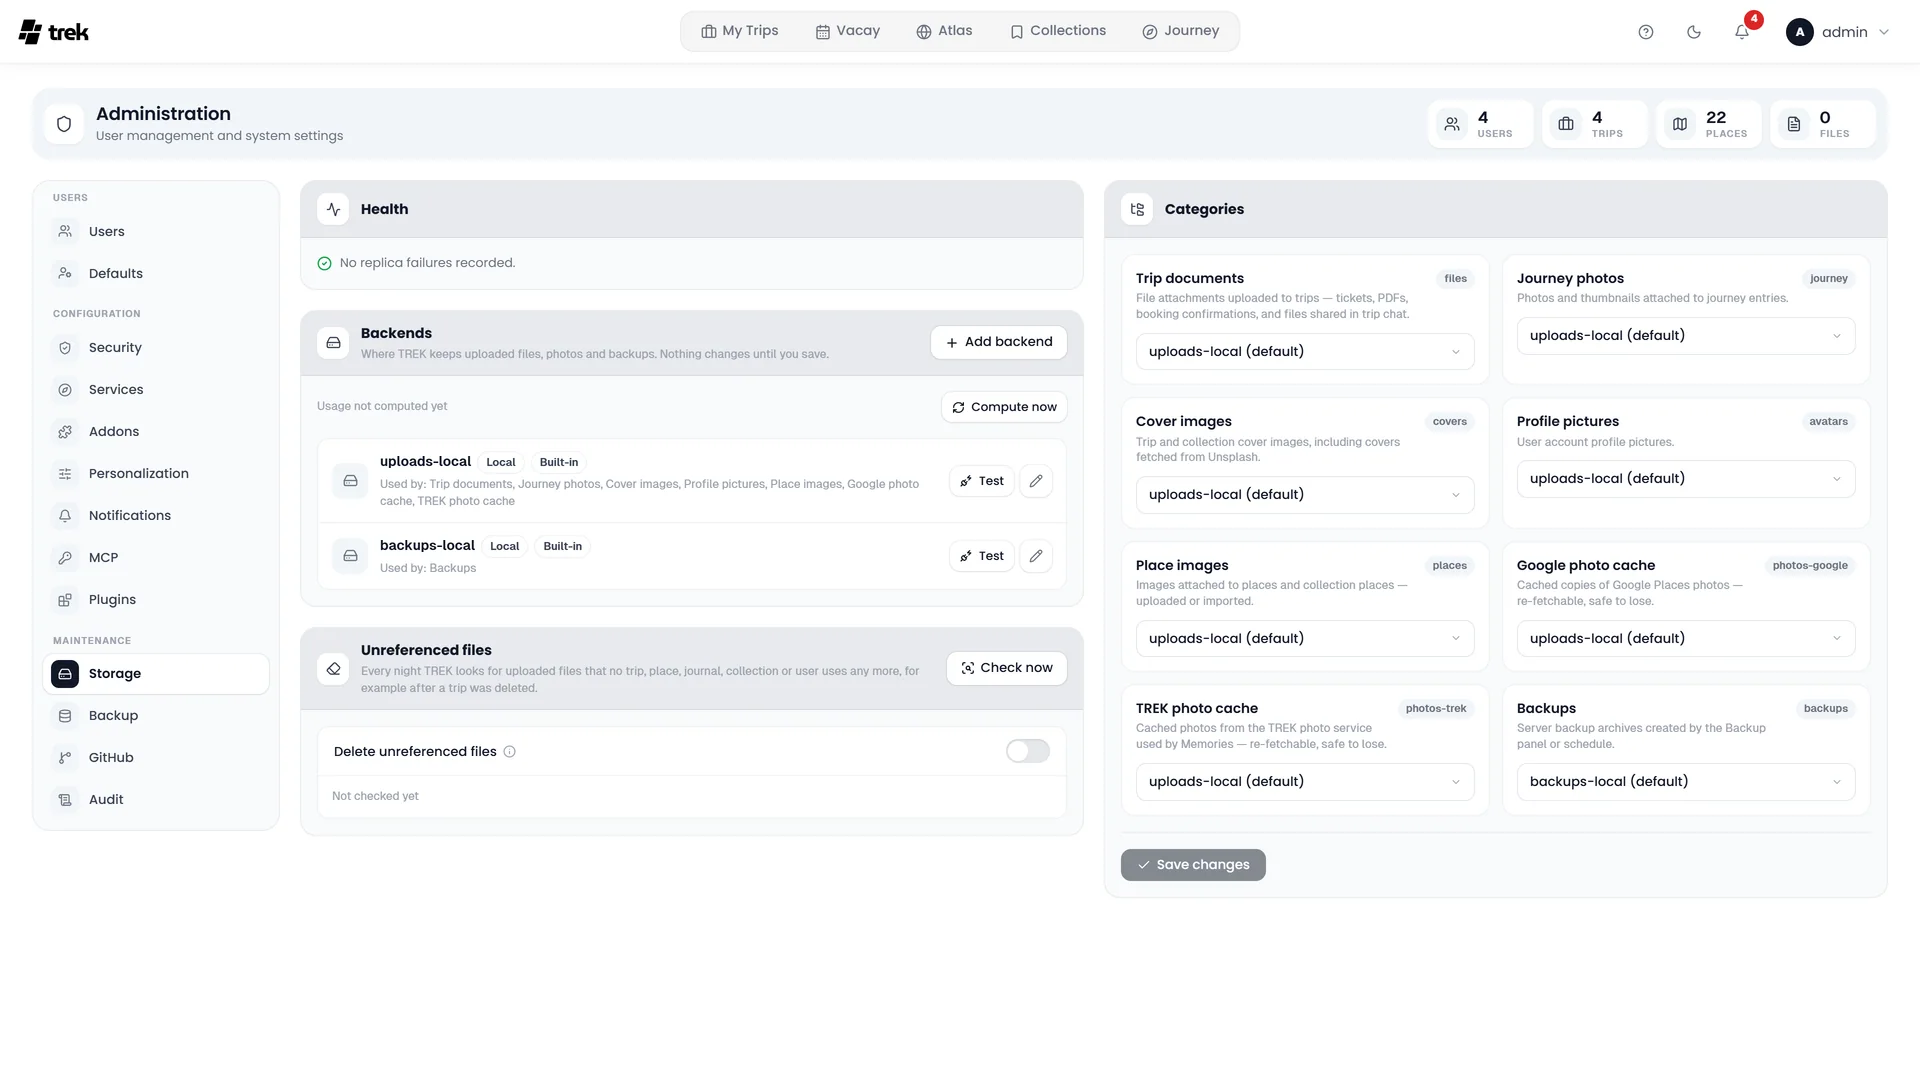 trek
My Trips
Vacay
Atlas
Collections
Journey
4
A
admin
Administration
User management and system settings
4
USERS
4
TRIPS
22
PLACES
0
FILES
USERS
Users
Defaults
CONFIGURATION
Security
Services
Addons
Personalization
Notifications
MCP
Plugins
MAINTENANCE
Storage
Backup
GitHub
Audit
Health
No replica failures recorded.
Backends
Where TREK keeps uploaded files, photos and backups. Nothing changes until you save.
Add backend
Usage not computed yet
Compute now
uploads-local Local Built-in
Used by: Trip documents, Journey photos, Cover images, Profile pictures, Place images, Google photo
cache, TREK photo cache
Test
backups-local Local Built-in
Used by: Backups
Test
Unreferenced files
Every night TREK looks for uploaded files that no trip, place, journal, collection or user uses any more, for
example after a trip was deleted.
Check now
Delete unreferenced files
Not checked yet
Categories
Trip documents files
File attachments uploaded to trips — tickets, PDFs,
booking confirmations, and files shared in trip chat.
uploads-local (default)
Journey photos journey
Photos and thumbnails attached to journey entries.
uploads-local (default)
Cover images covers
Trip and collection cover images, including covers
fetched from Unsplash.
uploads-local (default)
Profile pictures avatars
User account profile pictures.
uploads-local (default)
Place images places
Images attached to places and collection places —
uploaded or imported.
uploads-local (default)
Google photo cache photos-google
Cached copies of Google Places photos —
re-fetchable, safe to lose.
uploads-local (default)
TREK photo cache photos-trek
Cached photos from the TREK photo service
used by Memories — re-fetchable, safe to lose.
uploads-local (default)
Backups backups
Server backup archives created by the Backup
panel or schedule.
backups-local (default)
Save changes